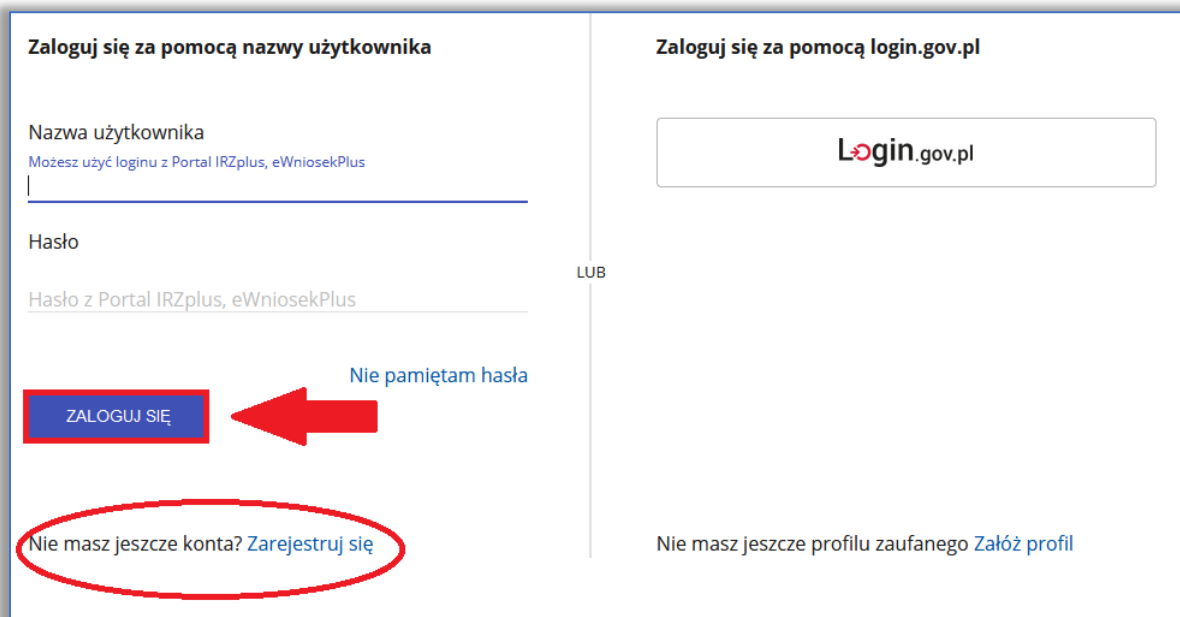 Zaloguj się za pomocą nazwy użytkownika
Nazwa użytkownika
Możesz użyć loginu z Portal IRZplus, eWniosekPlus
Hasło
Hasło z Portal IRZplus, eWniosekPlus
Nie pamiętam hasła
ZALOGUJ SIĘ
Nie masz jeszcze konta? Zarejestruj się
LUB
Zaloguj się za pomocą login.gov.pl
Login.gov.pl
Nie masz jeszcze profilu zaufanego Załóż profil